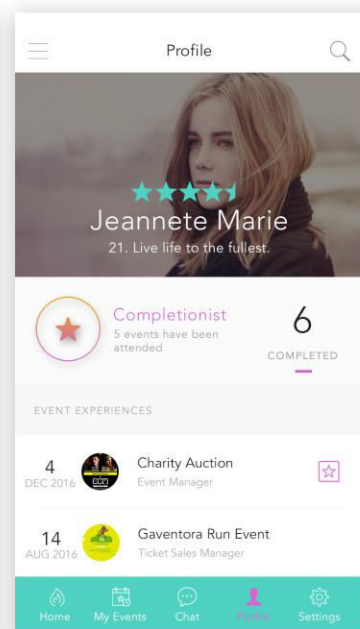 Profile
Jeannete Marie
21. Live life to the fullest.
Completionist
5 events have been
attended
6
COMPLETED
EVENT EXPERIENCES
4
DEC 2016
Charity Auction
Event Manager
14
AUG 2016
Gaventora Run Event
Ticket Sales Manager
Home
My Events
Chat
Profile
Settings